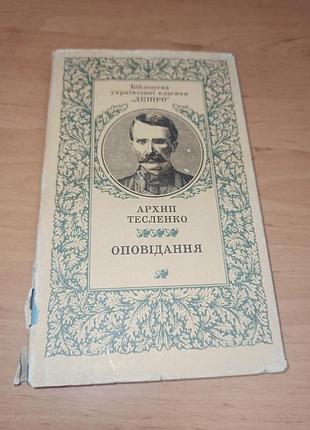 Бібліотека
української класики
„ДНІПРО"
АРХИП
ТЕСЛЕНКО
ОПОВІДАННЯ